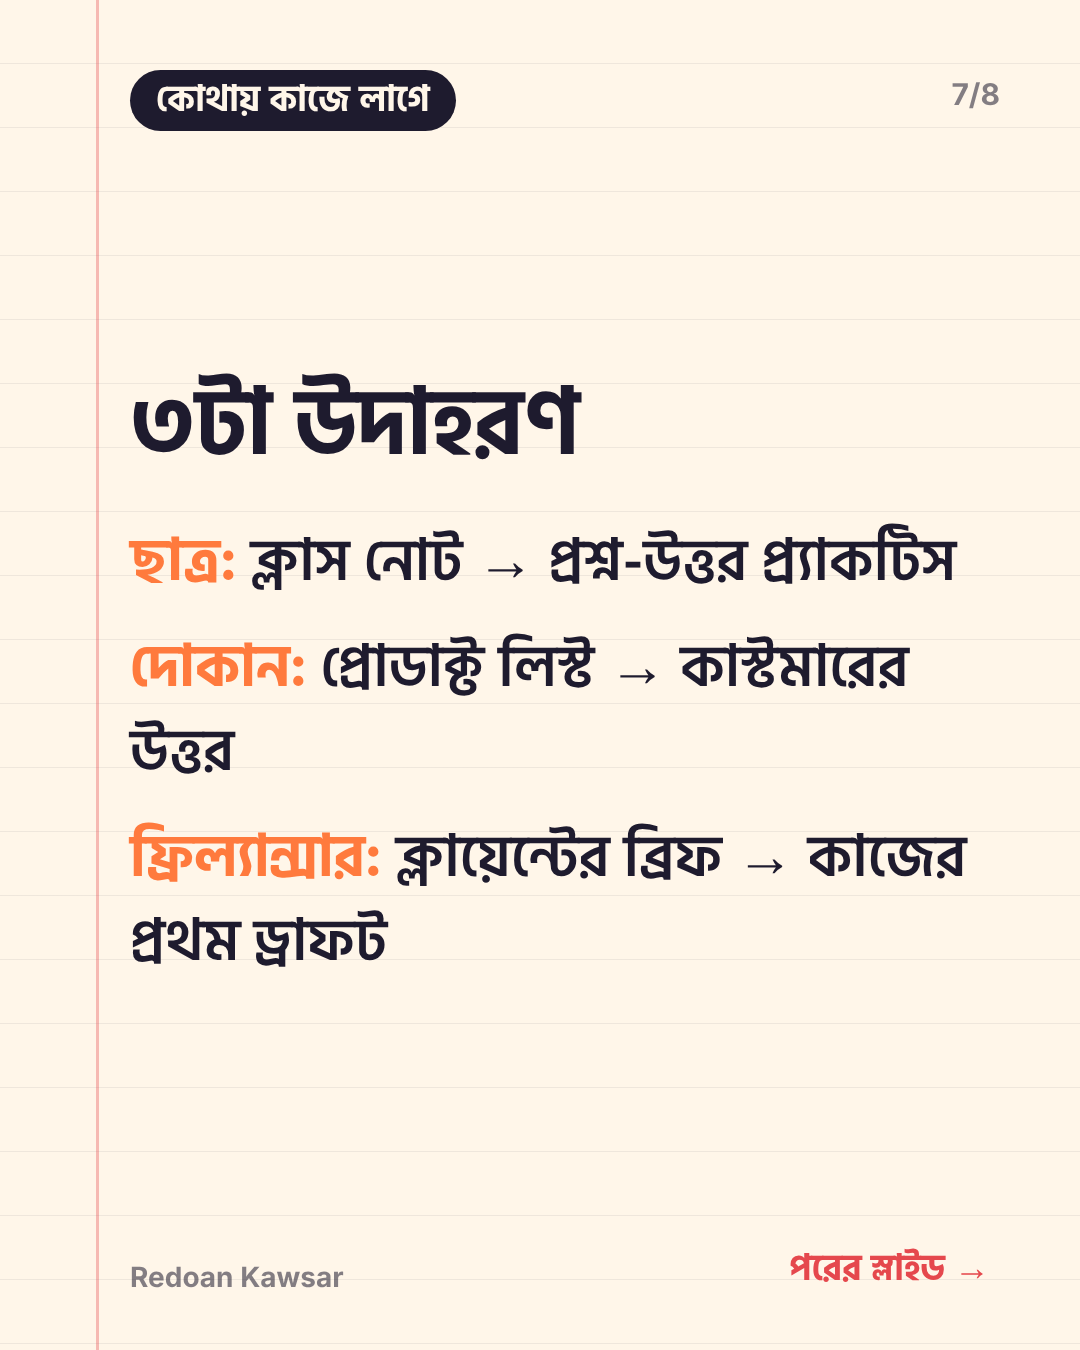 কোথায় কাজে লাগে
7/8
৩টা উদাহরণ
ছাত্র: ক্লাস নোট → প্রশ্ন-উত্তর প্র্যাকটিস
দোকান: প্রোডাক্ট লিস্ট → কাস্টমারের
উত্তর
ফ্রিল্যান্সার: ক্লায়েন্টের ব্রিফ → কাজের
প্রথম ড্রাফট
Redoan Kawsar
পরের স্লাইড →